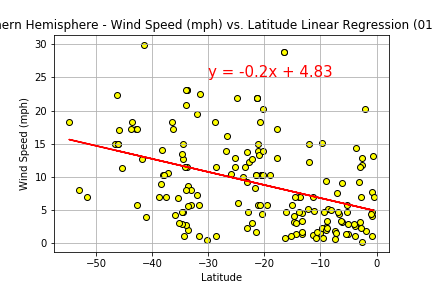 ern Hemisphere - Wind Speed (mph) vs. Latitude Linear Regression (01
y = -0.2x + 4.83
Wind Speed (mph)
30
25
20
15
10
5
0
−50 −40 −30 −20 −10 0
Latitude